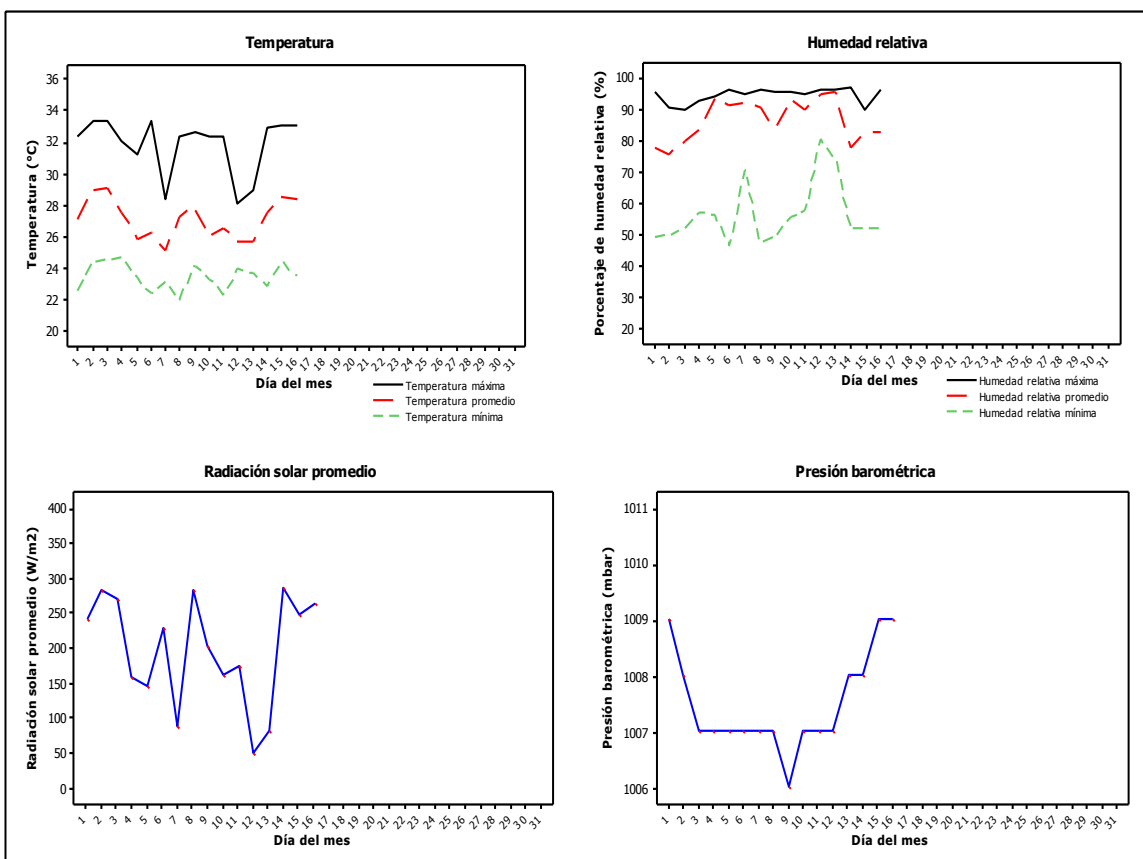 Temperatura
Temperatura (°C)
36
34
32
30
28
26
24
22
20
1 2 3 4 5 6 7 8 9 10 11 12 13 14 15 16 17 18 19 20 21 22 23 24 25 26 27 28 29 30 31
Día del mes
Temperatura máxima
Temperatura promedio
Temperatura mínima
Humedad relativa
Porcentaje de humedad relativa (%)
100
90
80
70
60
50
40
30
20
1 2 3 4 5 6 7 8 9 10 11 12 13 14 15 16 17 18 19 20 21 22 23 24 25 26 27 28 29 30 31
Día del mes
Humedad relativa máxima
Humedad relativa promedio
Humedad relativa mínima
Radiación solar promedio
Radiación solar promedio (W/m2)
400
350
300
250
200
150
100
50
0
1 2 3 4 5 6 7 8 9 10 11 12 13 14 15 16 17 18 19 20 21 22 23 24 25 26 27 28 29 30 31
Día del mes
Presión barométrica
Presión barométrica (mbar)
1011
1010
1009
1008
1007
1006
1 2 3 4 5 6 7 8 9 10 11 12 13 14 15 16 17 18 19 20 21 22 23 24 25 26 27 28 29 30 31
Día del mes